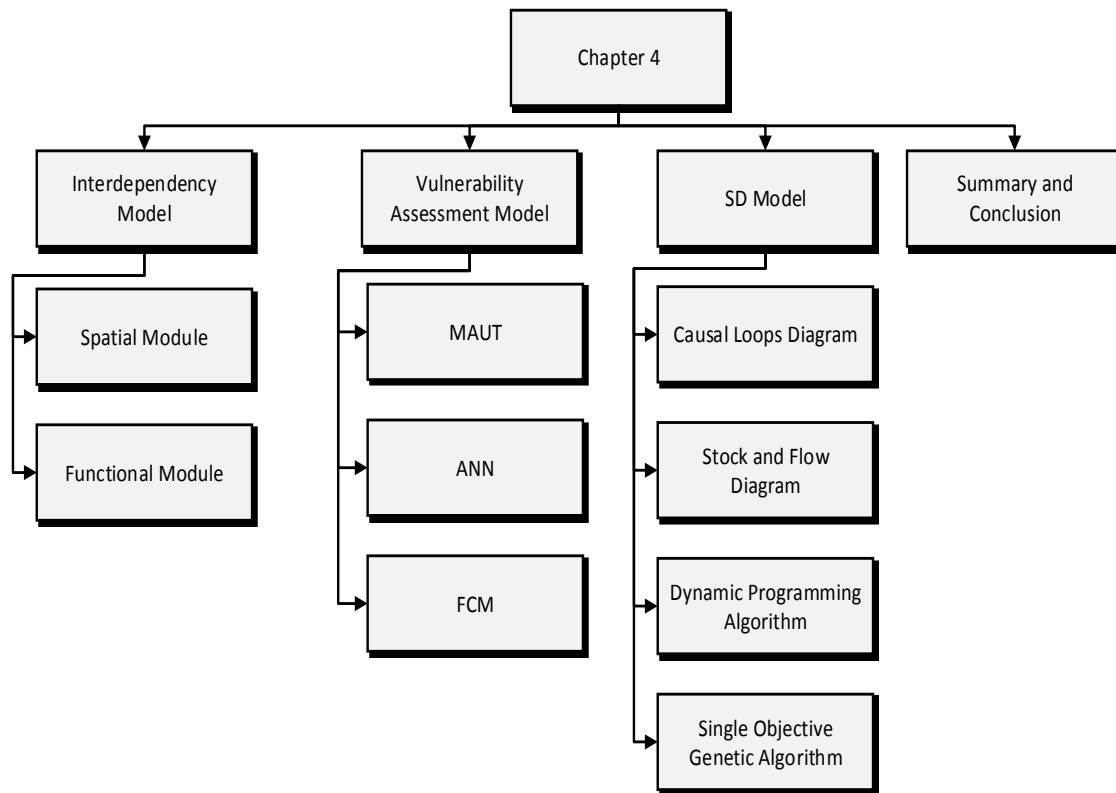 Chapter 4
Interdependency
Model
Vulnerability
Assessment Model
SD Model
Summary and
Conclusion
Spatial Module
Functional Module
MAUT
ANN
FCM
Causal Loops Diagram
Stock and Flow
Diagram
Dynamic Programming
Algorithm
Single Objective
Genetic Algorithm